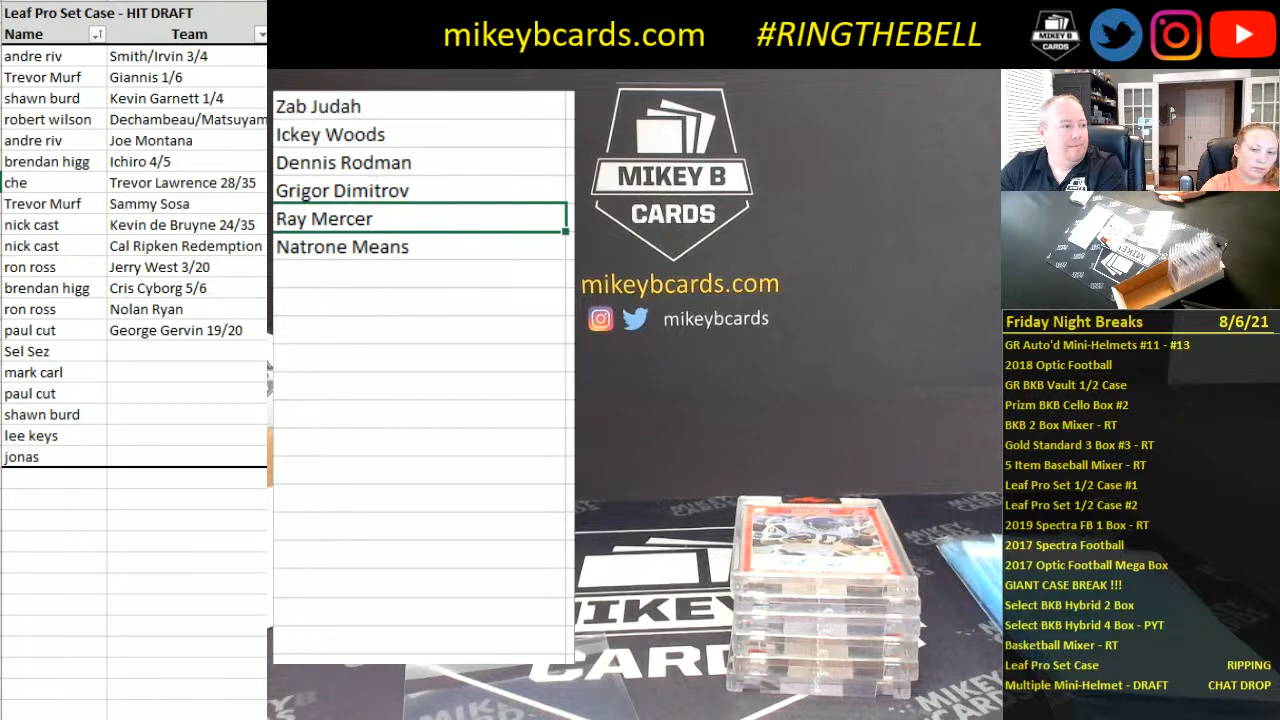 Leaf Pro Set Case - HIT DRAFT
Name Team
andre riv Smith/Irvin 3/4
Trevor Murf Giannis 1/6
shawn burd Kevin Garnett 1/4
robert wilson Dechambeau/Matsuyam
andre riv Joe Montana
brendan higg Ichiro 4/5
che Trevor Lawrence 28/35
Trevor Murf Sammy Sosa
nick cast Kevin de Bruyne 24/35
nick cast Cal Ripken Redemption
ron ross Jerry West 3/20
brendan higg Cris Cyborg 5/6
ron ross Nolan Ryan
paul cut George Gervin 19/20
Sel Sez
mark carl
paul cut
shawn burd
lee keys
jonas
Zab Judah
Ickey Woods
Dennis Rodman
Grigor Dimitrov
Ray Mercer
Natrone Means
mikeybcards.com #RINGTHEBELL
MIKEY B
CARDS
MIKEY B
CARDS
mikeybcards.com
mikeybcards
MIKEY B
CARDS
Friday Night Breaks 8/6/21
GR Auto'd Mini-Helmets #11 - #13
2018 Optic Football
GR BKB Vault 1/2 Case
Prizm BKB Cello Box #2
BKB 2 Box Mixer - RT
Gold Standard 3 Box #3 - RT
5 Item Baseball Mixer - RT
Leaf Pro Set 1/2 Case #1
Leaf Pro Set 1/2 Case #2
2019 Spectra FB 1 Box - RT
2017 Spectra Football
2017 Optic Football Mega Box
GIANT CASE BREAK !!!
Select BKB Hybrid 2 Box
Select BKB Hybrid 4 Box - PYT
Basketball Mixer - RT
Leaf Pro Set Case RIPPING
Multiple Mini-Helmet - DRAFT CHAT DROP